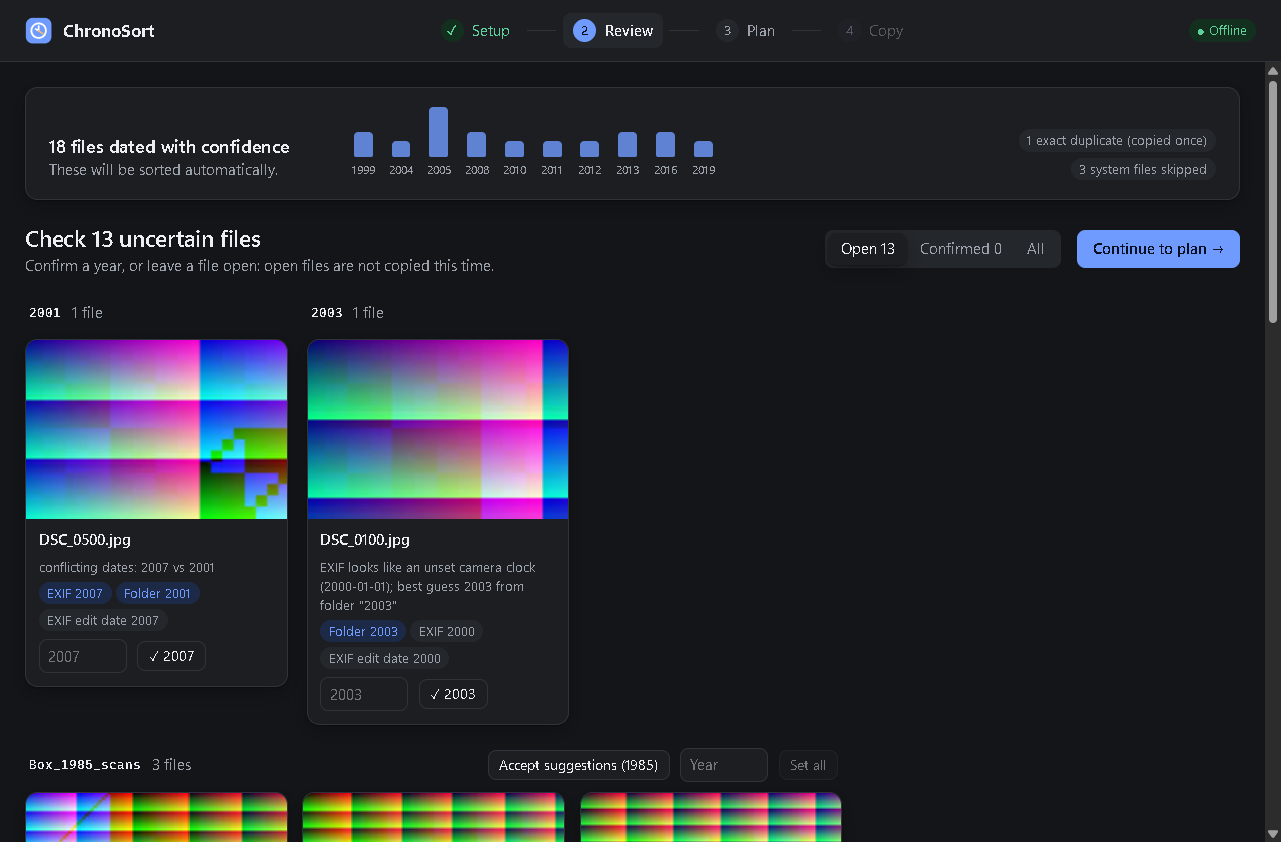 ChronoSort
✓ Setup
2 Review
3 Plan
4 Copy
Offline
18 files dated with confidence
These will be sorted automatically.
1999 2004 2005 2008 2010 2011 2012 2013 2016 2019
1 exact duplicate (copied once)
3 system files skipped
Check 13 uncertain files
Confirm a year, or leave a file open: open files are not copied this time.
Open 13 Confirmed 0 All
Continue to plan →
2001 1 file
2003 1 file
DSC_0500.jpg
conflicting dates: 2007 vs 2001
EXIF 2007 Folder 2001
EXIF edit date 2007
2007 ✓ 2007
DSC_0100.jpg
EXIF looks like an unset camera clock
(2000-01-01); best guess 2003 from
folder "2003"
Folder 2003 EXIF 2000
EXIF edit date 2000
2003 ✓ 2003
Box_1985_scans 3 files
Accept suggestions (1985) Year Set all